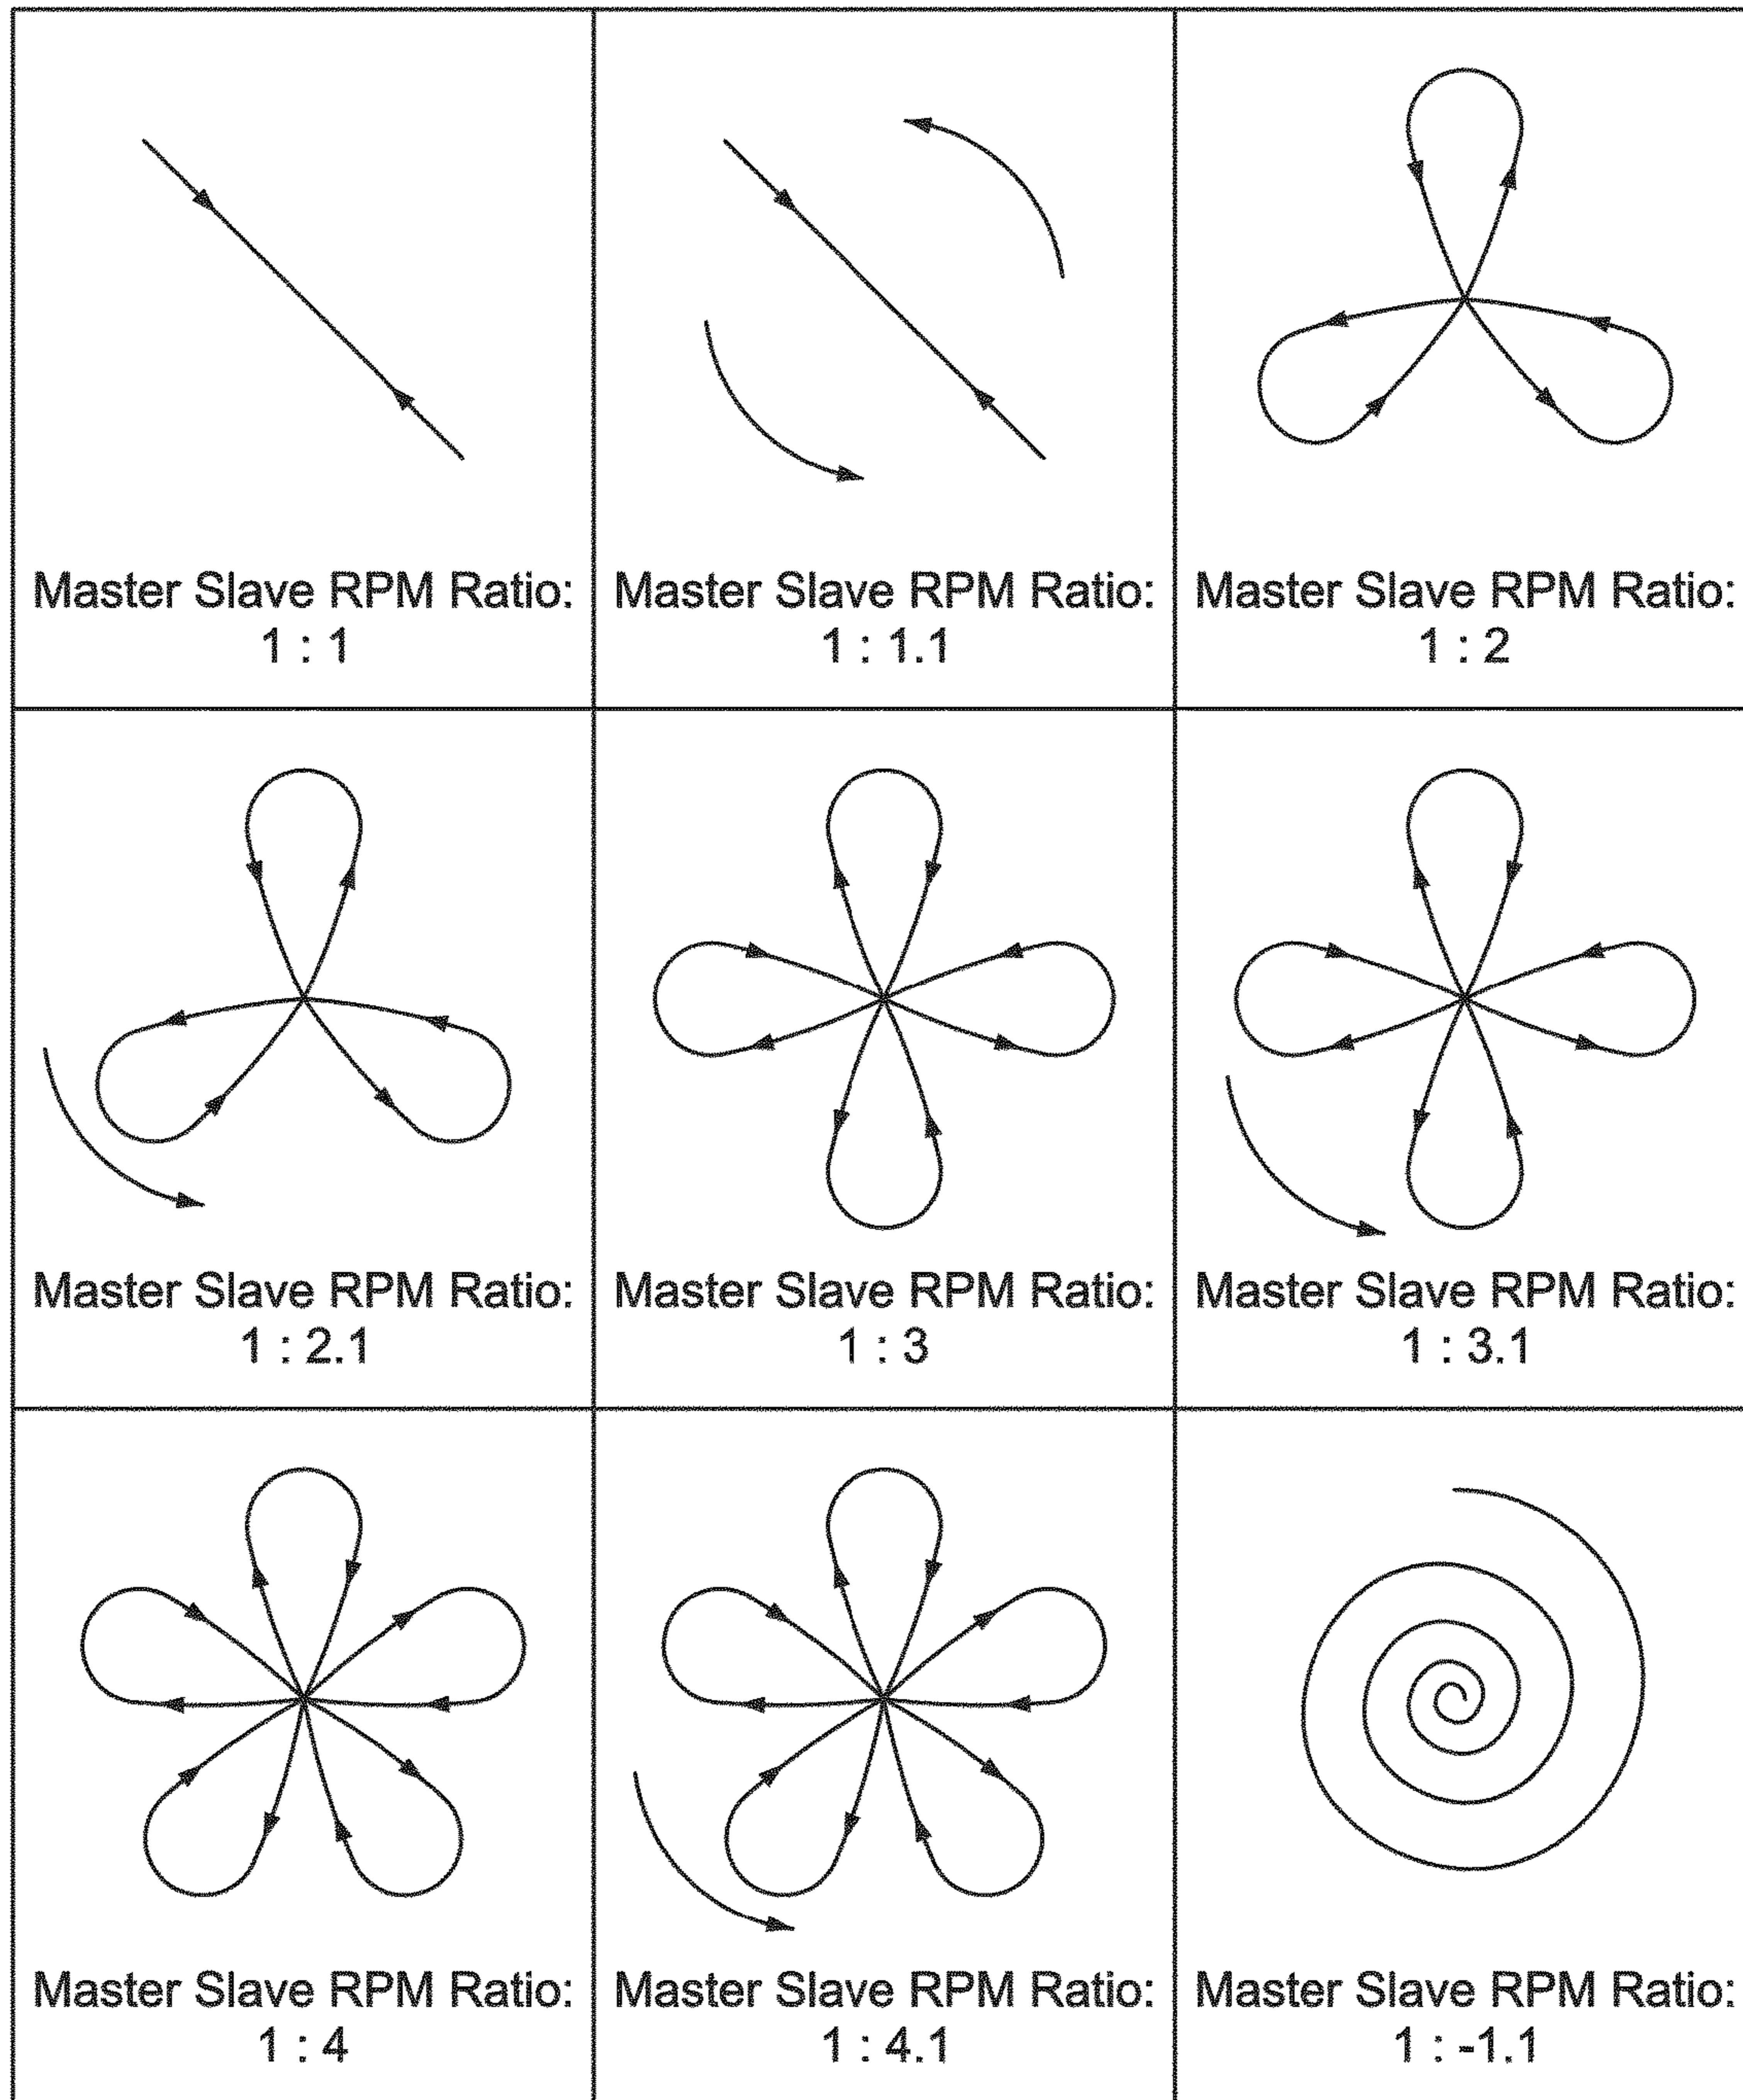 Master Slave RPM Ratio:
1 : 1
Master Slave RPM Ratio:
1 : 1.1
Master Slave RPM Ratio:
1 : 2
Master Slave RPM Ratio:
1 : 2.1
Master Slave RPM Ratio:
1 : 3
Master Slave RPM Ratio:
1 : 3.1
Master Slave RPM Ratio:
1 : 4
Master Slave RPM Ratio:
1 : 4.1
Master Slave RPM Ratio:
1 : -1.1